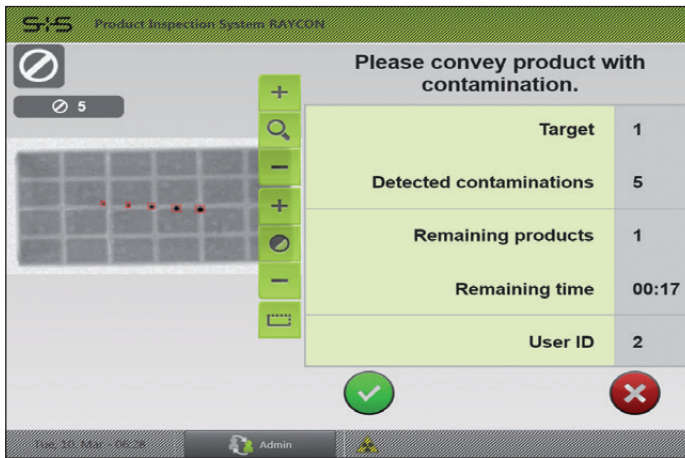 S+S Product Inspection System RAYCON
5
Please convey product with
contamination.
Target 1
Detected contaminations 5
Remaining products 1
Remaining time 00:17
User ID 2
Tue, 10. Mar - 06:28 Admin